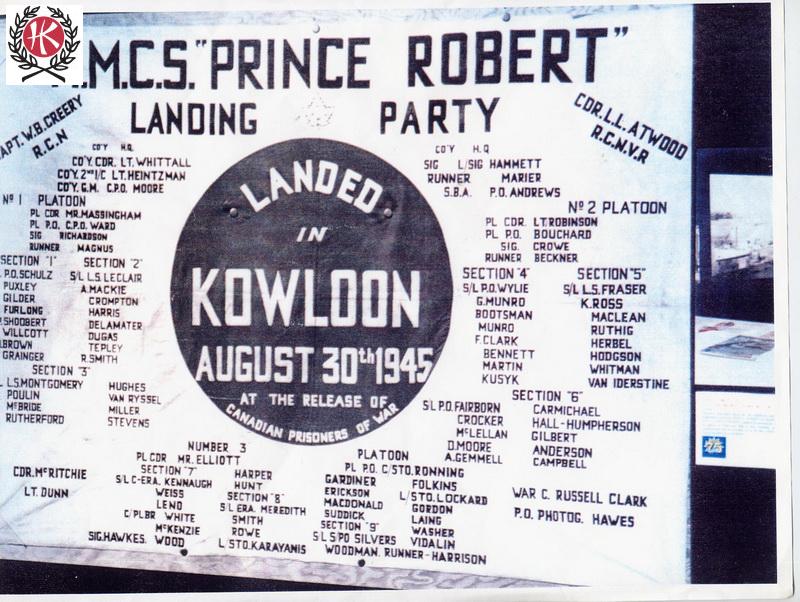 HK
.M.C.S. "PRINCE ROBERT"
LANDING PARTY
APT. W.B. CREERY
R.C.N
CDR. L.L. ATWOOD
R.C.N.V.R
CO'Y H.Q.
CO'Y. CDR. LT. WHITTALL
CO'Y. 2ND I/C LT. HEINTZMAN
CO'Y. G.M. C.P.O. MOORE
Nº 1 PLATOON
PL CDR MR. MASSINGHAM
PL P.O. C.P.O. WARD
SIG RICHARDSON
RUNNER MAGNUS
SECTION "1"
P.O. SCHULZ
PUXLEY
GILDER
FURLONG
P. SHOOBERT
WILLCOTT
BROWN
GRAINGER
SECTION "2"
S/L L.S. LECLAIR
A. MACKIE
CROMPTON
HARRIS
DELAMATER
DUGAS
TEPLEY
R. SMITH
SECTION "3"
L.S. MONTGOMERY
POULIN
McBRIDE
RUTHERFORD
HUGHES
VAN RYSSEL
MILLER
STEVENS
LANDED
IN
KOWLOON
AUGUST 30th 1945
AT THE RELEASE OF
CANADIAN PRISONERS OF WAR
CO'Y H.Q
SIG L/SIG HAMMETT
RUNNER MARIER
S.B.A. P.O. ANDREWS
Nº 2 PLATOON
PL CDR. LT. ROBINSON
PL P.O. BOUCHARD
SIG. CROWE
RUNNER BECKNER
SECTION "4"
S/L P.O. WYLIE
G. MUNRO
BOOTSMAN
MUNRO
F. CLARK
BENNETT
MARTIN
KUSYK
SECTION "5"
S/L L.S. FRASER
K. ROSS
MACLEAN
RUTHIG
HERBEL
HODGSON
WHITMAN
VAN IDERSTINE
SECTION "6"
S/L P.O. FAIRBORN
CROCKER
McLELLAN
D. MOORE
A. GEMMELL
CARMICHAEL
HALL-HUMPHERSON
GILBERT
ANDERSON
CAMPBELL
NUMBER 3 PLATOON
PL CDR MR. ELLIOTT
PL P.O. C/STO. RONNING
SECTION "7"
S/L C-ERA. KENNAUGH
WEISS
LENO
C/PLBR WHITE
McKENZIE
SIG. HAWKES. WOOD
HARPER
HUNT
SECTION "8"
S/L ERA. MEREDITH
SMITH
ROWE
L/STO. KARAYANIS
GARDINER
ERICKSON
MACDONALD
SUDDICK
SECTION "9"
S/L S/PO SILVERS
WOODMAN. RUNNER-HARRISON
FOLKINS
L/STO. LOCKARD
GORDON
LAING
WASHER
VIDALIN
CDR. McRITCHIE
LT. DUNN
WAR C. RUSSELL CLARK
P.O. PHOTOG. HAWES